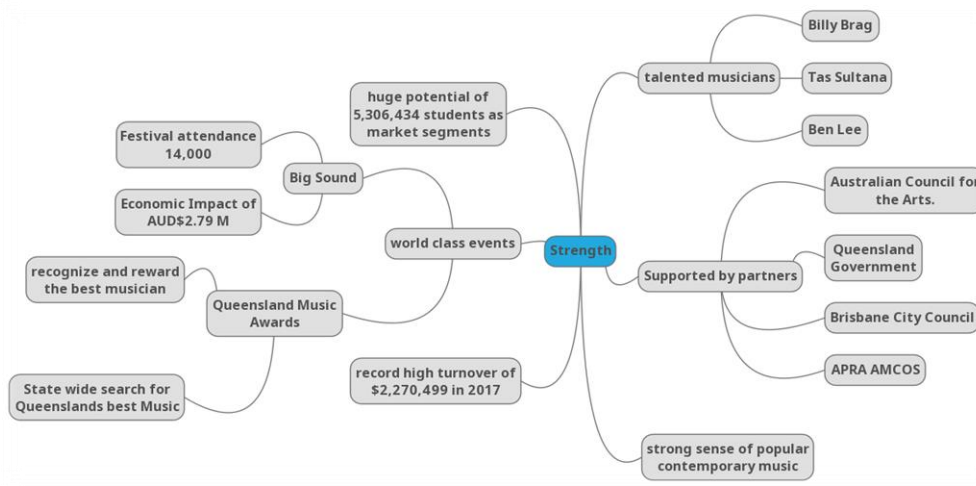 Strength
talented musicians
Billy Brag
Tas Sultana
Ben Lee
Supported by partners
Australian Council for
the Arts.
Queensland
Government
Brisbane City Council
APRA AMCOS
strong sense of popular
contemporary music
huge potential of
5,306,434 students as
market segments
world class events
Big Sound
Festival attendance
14,000
Economic Impact of
AUD$2.79 M
Queensland Music
Awards
recognize and reward
the best musician
State wide search for
Queenslands best Music
record high turnover of
$2,270,499 in 2017